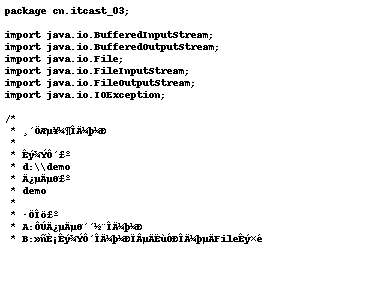 package cn.itcast_03;
import java.io.BufferedInputStream;
import java.io.BufferedOutputStream;
import java.io.File;
import java.io.FileInputStream;
import java.io.FileOutputStream;
import java.io.IOException;
/*
* ¸´ÖÆµ¥¼¶ÎÄ¼þ¼Ð
*
* Êý¾ÝÔ´£º
* d:\\demo
* Ä¿µÄµØ£º
* demo
*
* ·ÖÎö£º
* A:ÔÚÄ¿µÄµØ´´½¨ÎÄ¼þ¼Ð
* B:»ñÈ¡Êý¾ÝÔ´ÎÄ¼þ¼ÐÏÂµÄËùÓÐÎÄ¼þµÄFileÊý×é